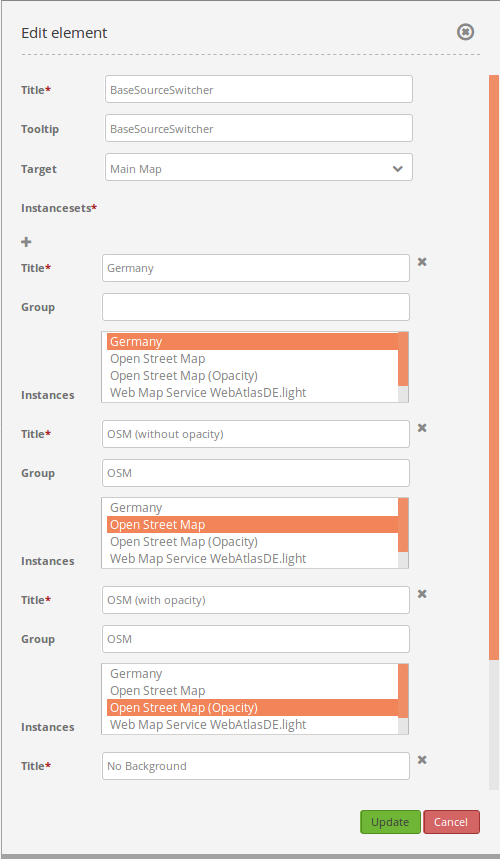 Edit element
Title* BaseSourceSwitcher
Tooltip BaseSourceSwitcher
Target Main Map
Instancesets*
+
Title* Germany
Group
Germany
Open Street Map
Open Street Map (Opacity)
Instances Web Map Service WebAtlasDE.light
Title* OSM (without opacity)
Group OSM
Germany
Open Street Map
Open Street Map (Opacity)
Instances Web Map Service WebAtlasDE.light
Title* OSM (with opacity)
Group OSM
Germany
Open Street Map
Open Street Map (Opacity)
Instances Web Map Service WebAtlasDE.light
Title* No Background
Update Cancel